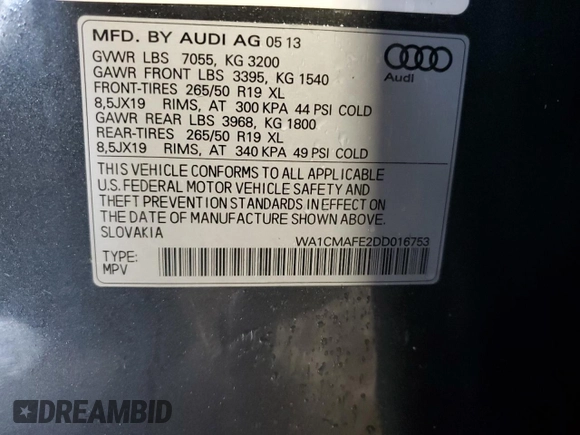 MFD. BY AUDI AG 05 13
GVWR LBS 7055, KG 3200
GAWR FRONT LBS 3395, KG 1540
FRONT-TIRES 265/50 R19 XL
8,5JX19 RIMS, AT 300 KPA 44 PSI COLD
GAWR REAR LBS 3968, KG 1800
REAR-TIRES 265/50 R19 XL
8,5JX19 RIMS, AT 340 KPA 49 PSI COLD
Audi
THIS VEHICLE CONFORMS TO ALL APPLICABLE
U.S. FEDERAL MOTOR VEHICLE SAFETY AND
THEFT PREVENTION STANDARDS IN EFFECT ON
THE DATE OF MANUFACTURE SHOWN ABOVE.
SLOVAKIA
WA1CMAFE2DD016753
TYPE:
MPV
DREAMBID